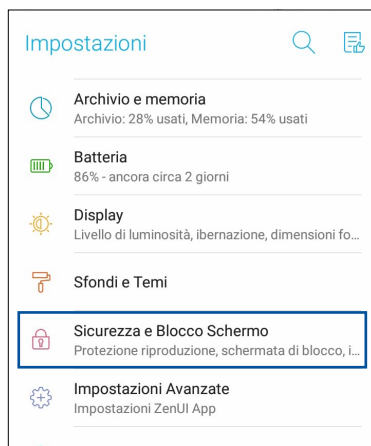 Impostazioni
Archivio e memoria
Archivio: 28% usati, Memoria: 54% usati
Batteria
86% - ancora circa 2 giorni
Display
Livello di luminosità, ibernazione, dimensioni fo...
Sfondi e Temi
Sicurezza e Blocco Schermo
Protezione riproduzione, schermata di blocco, i...
Impostazioni Avanzate
Impostazioni ZenUI App